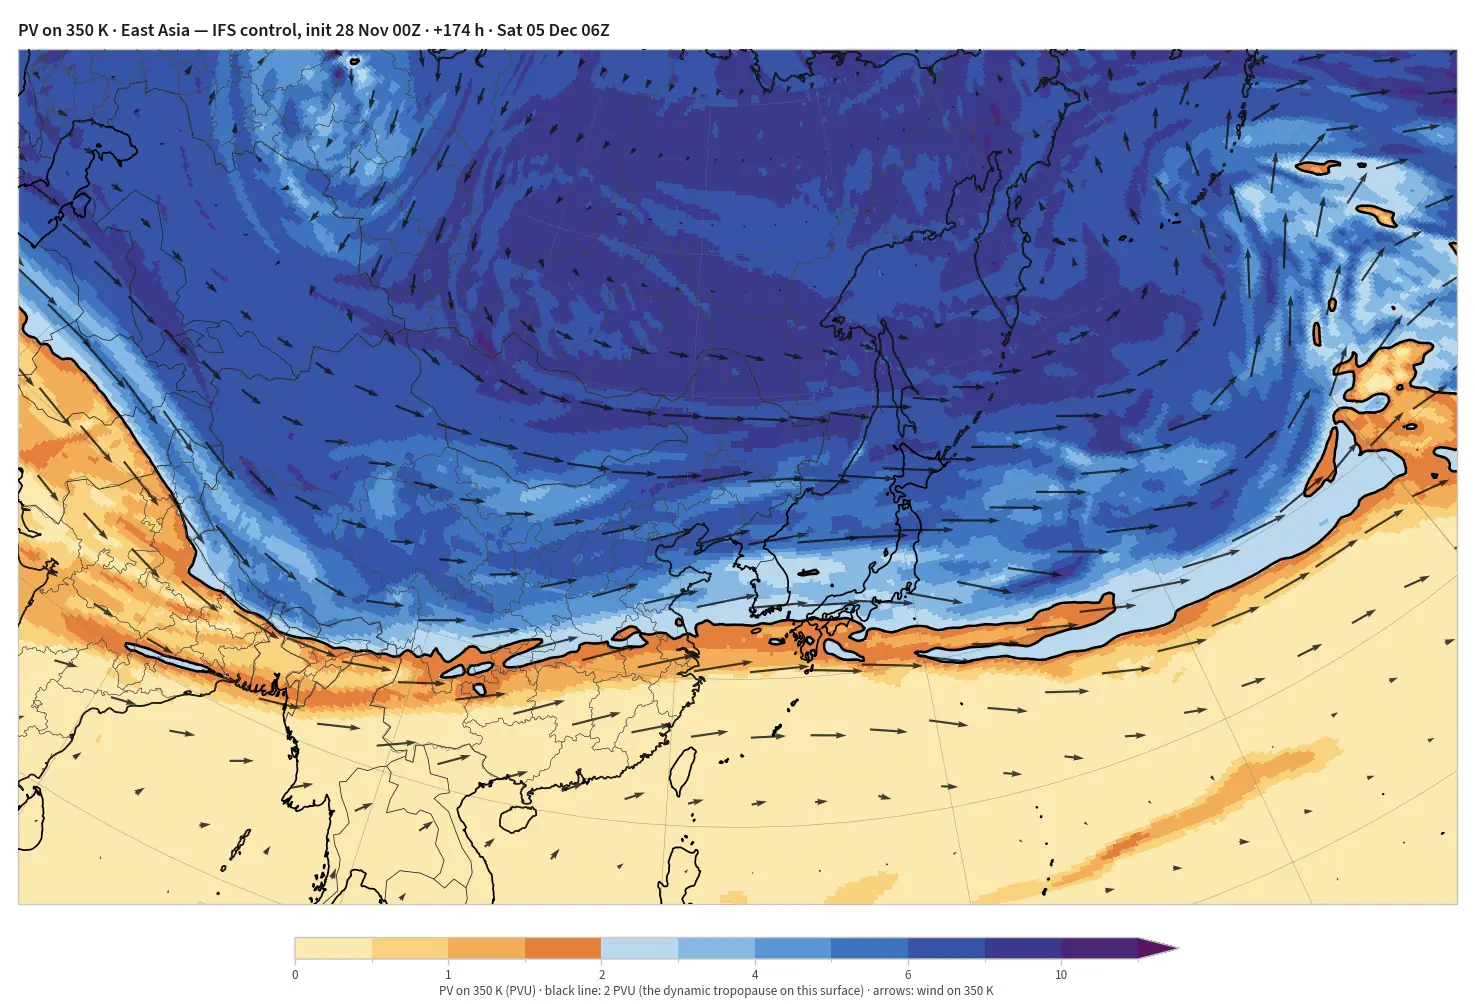 PV on 350 K · East Asia — IFS control, init 28 Nov 00Z · +174 h · Sat 05 Dec 06Z
0 1 2 4 6 10
PV on 350 K (PVU) · black line: 2 PVU (the dynamic tropopause on this surface) · arrows: wind on 350 K